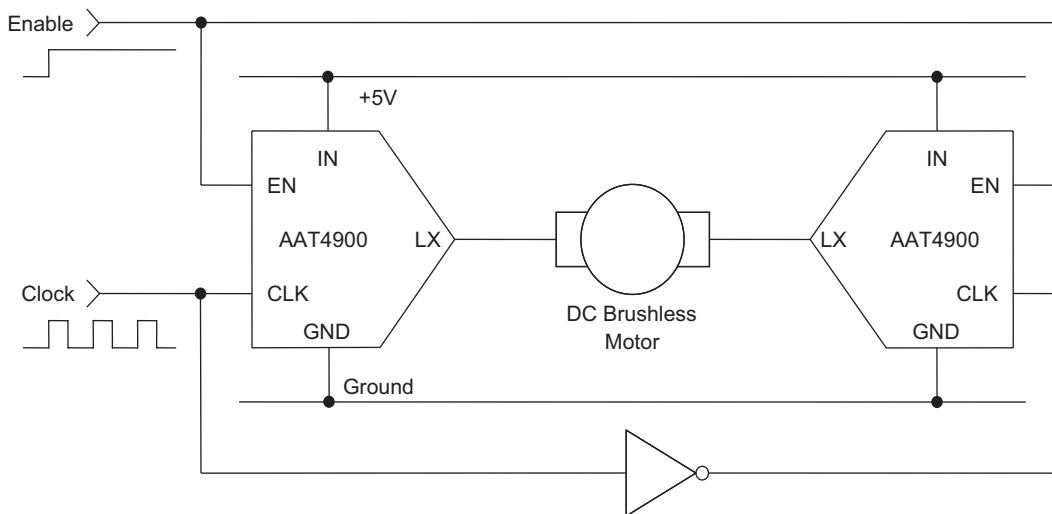 Enable
+5V
IN
IN
EN
EN
AAT4900
LX
LX
AAT4900
Clock
CLK
CLK
DC Brushless
Motor
GND
GND
Ground